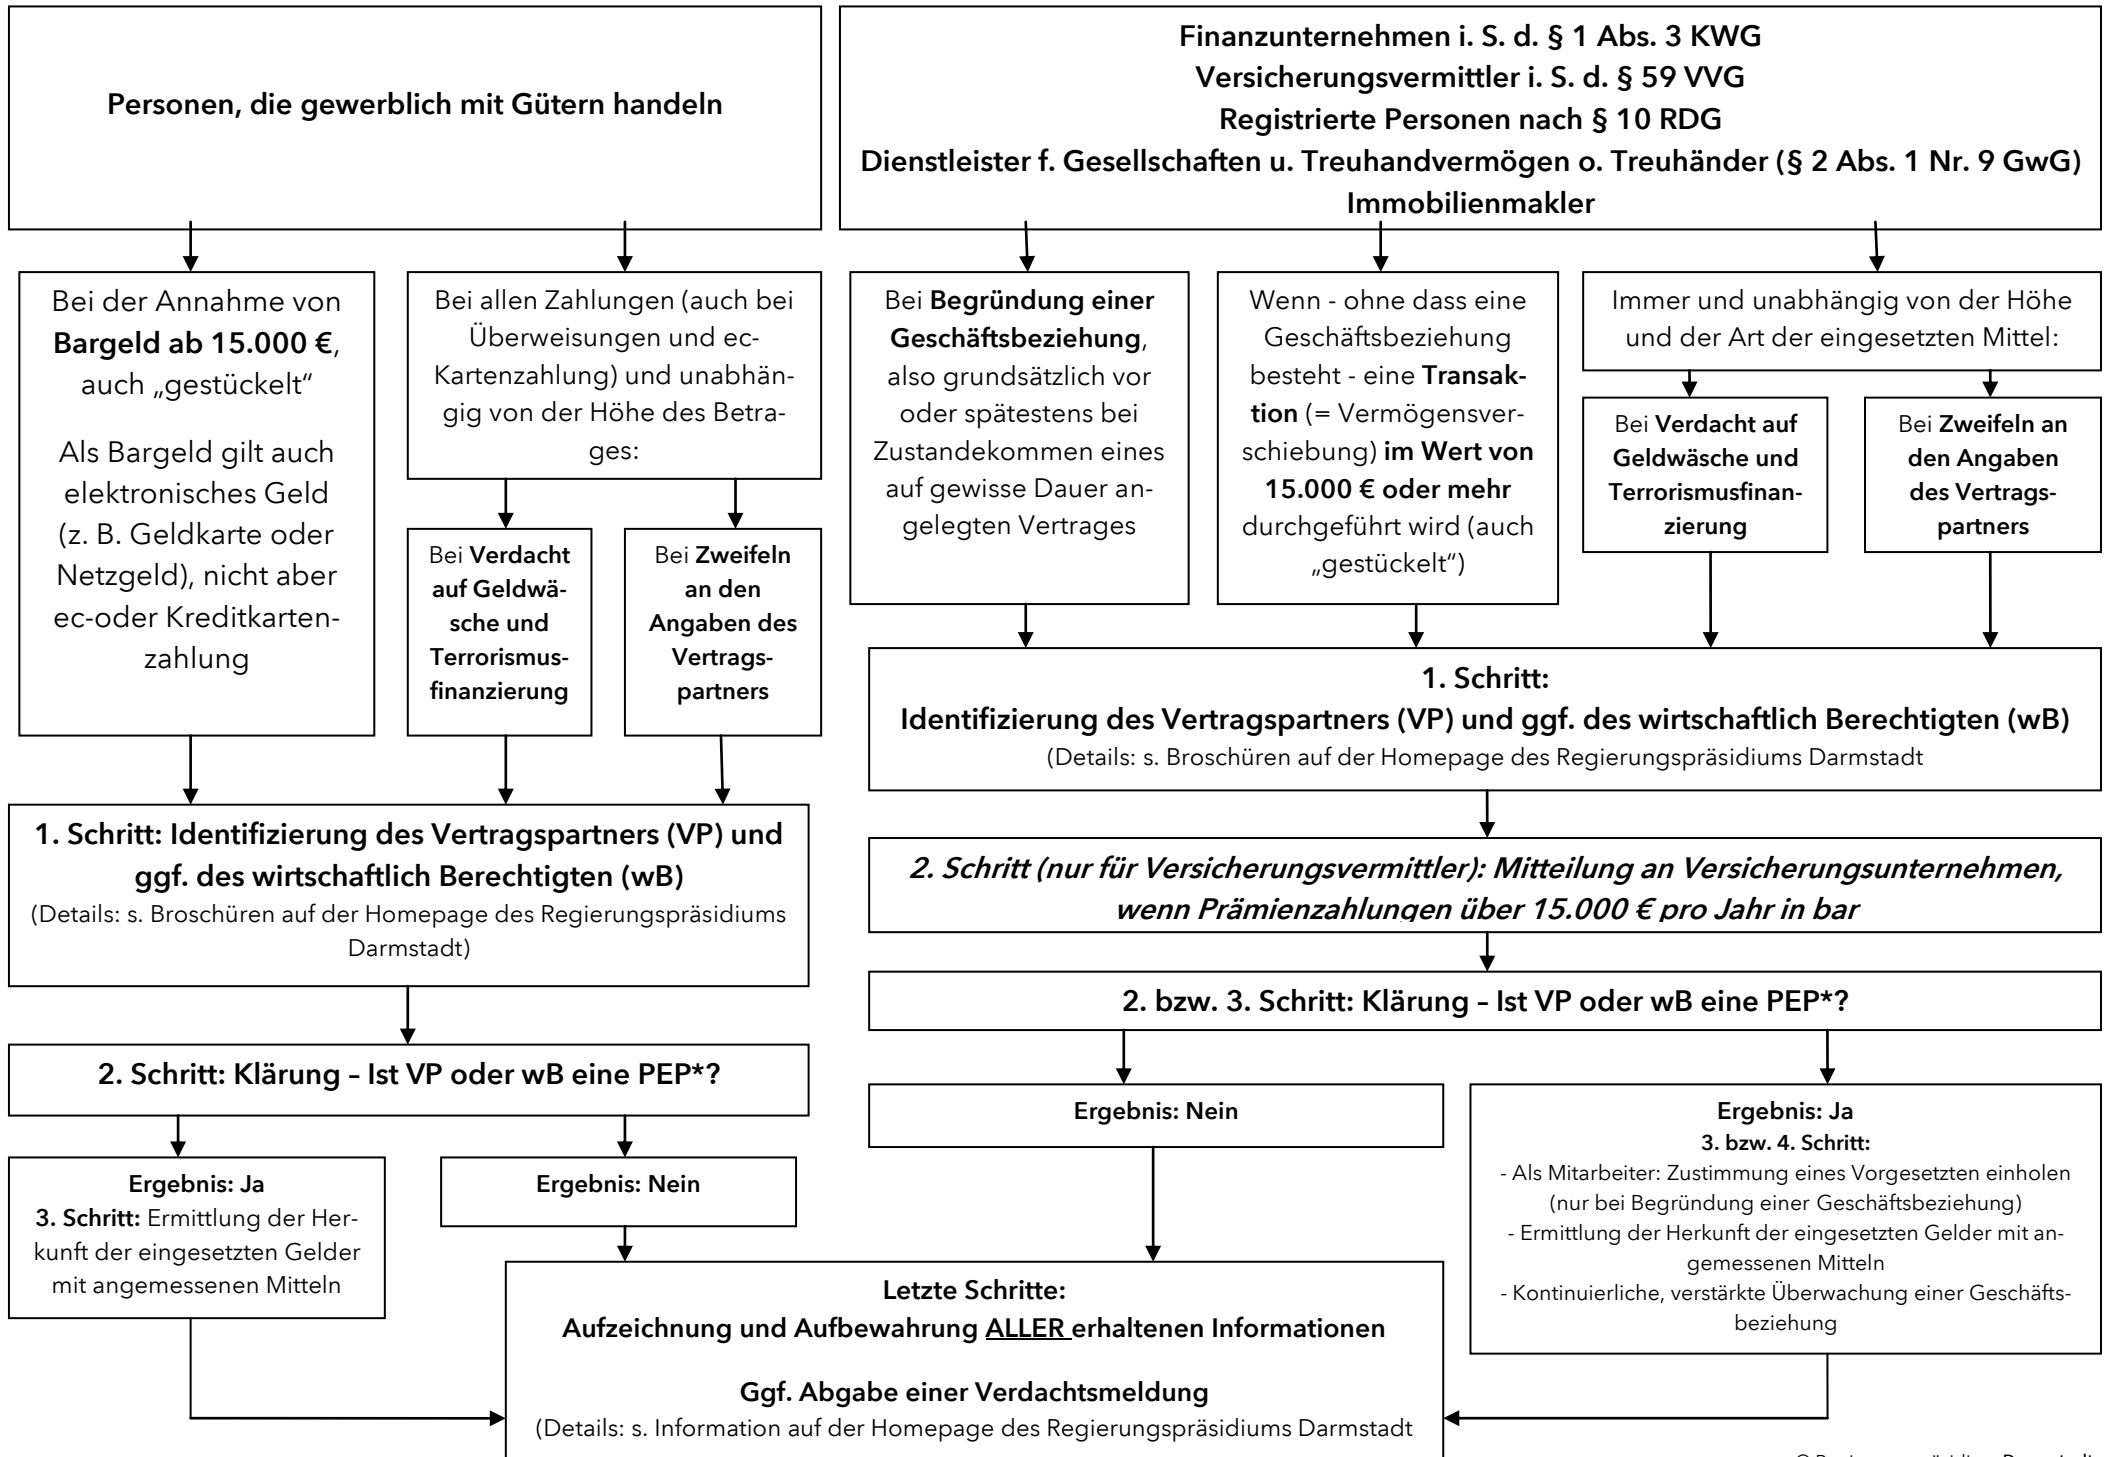 Personen, die gewerblich mit Gütern handeln
Finanzunternehmen i. S. d. § 1 Abs. 3 KWG
Versicherungsvermittler i. S. d. § 59 VVG
Registrierte Personen nach § 10 RDG
Dienstleister f. Gesellschaften u. Treuhandvermögen o. Treuhänder (§ 2 Abs. 1 Nr. 9 GwG)
Immobilienmakler
Bei der Annahme von
Bargeld ab 15.000 €,
auch „gestückelt“
Als Bargeld gilt auch
elektronisches Geld
(z. B. Geldkarte oder
Netzgeld), nicht aber
ec-oder Kreditkarten-
zahlung
Bei allen Zahlungen (auch bei
Überweisungen und ec-
Kartenzahlung) und unabhän-
gig von der Höhe des Betra-
ges:
Bei Verdacht
auf Geldwä-
sche und
Terrorismus-
finanzierung
Bei Zweifeln
an den
Angaben des
Vertrags-
partners
Bei Begründung einer
Geschäftsbeziehung,
also grundsätzlich vor
oder spätestens bei
Zustandekommen eines
auf gewisse Dauer an-
gelegten Vertrages
Wenn - ohne dass eine
Geschäftsbeziehung
besteht - eine Transak-
tion (= Vermögensver-
schiebung) im Wert von
15.000 € oder mehr
durchgeführt wird (auch
„gestückelt“)
Immer und unabhängig von der Höhe
und der Art der eingesetzten Mittel:
Bei Verdacht auf
Geldwäsche und
Terrorismusfinan-
zierung
Bei Zweifeln an
den Angaben
des Vertrags-
partners
1. Schritt: Identifizierung des Vertragspartners (VP) und
ggf. des wirtschaftlich Berechtigten (wB)
(Details: s. Broschüren auf der Homepage des Regierungspräsidiums
Darmstadt)
2. Schritt: Klärung – Ist VP oder wB eine PEP*?
Ergebnis: Ja
3. Schritt: Ermittlung der Her-
kunft der eingesetzten Gelder
mit angemessenen Mitteln
Ergebnis: Nein
1. Schritt:
Identifizierung des Vertragspartners (VP) und ggf. des wirtschaftlich Berechtigten (wB)
(Details: s. Broschüren auf der Homepage des Regierungspräsidiums Darmstadt
2. Schritt (nur für Versicherungsvermittler): Mitteilung an Versicherungsunternehmen,
wenn Prämienzahlungen über 15.000 € pro Jahr in bar
2. bzw. 3. Schritt: Klärung – Ist VP oder wB eine PEP*?
Ergebnis: Nein
Ergebnis: Ja
3. bzw. 4. Schritt:
- Als Mitarbeiter: Zustimmung eines Vorgesetzten einholen
(nur bei Begründung einer Geschäftsbeziehung)
- Ermittlung der Herkunft der eingesetzten Gelder mit an-
gemessenen Mitteln
- Kontinuierliche, verstärkte Überwachung einer Geschäfts-
beziehung
Letzte Schritte:
Aufzeichnung und Aufbewahrung ALLER erhaltenen Informationen
Ggf. Abgabe einer Verdachtsmeldung
(Details: s. Information auf der Homepage des Regierungspräsidiums Darmstadt